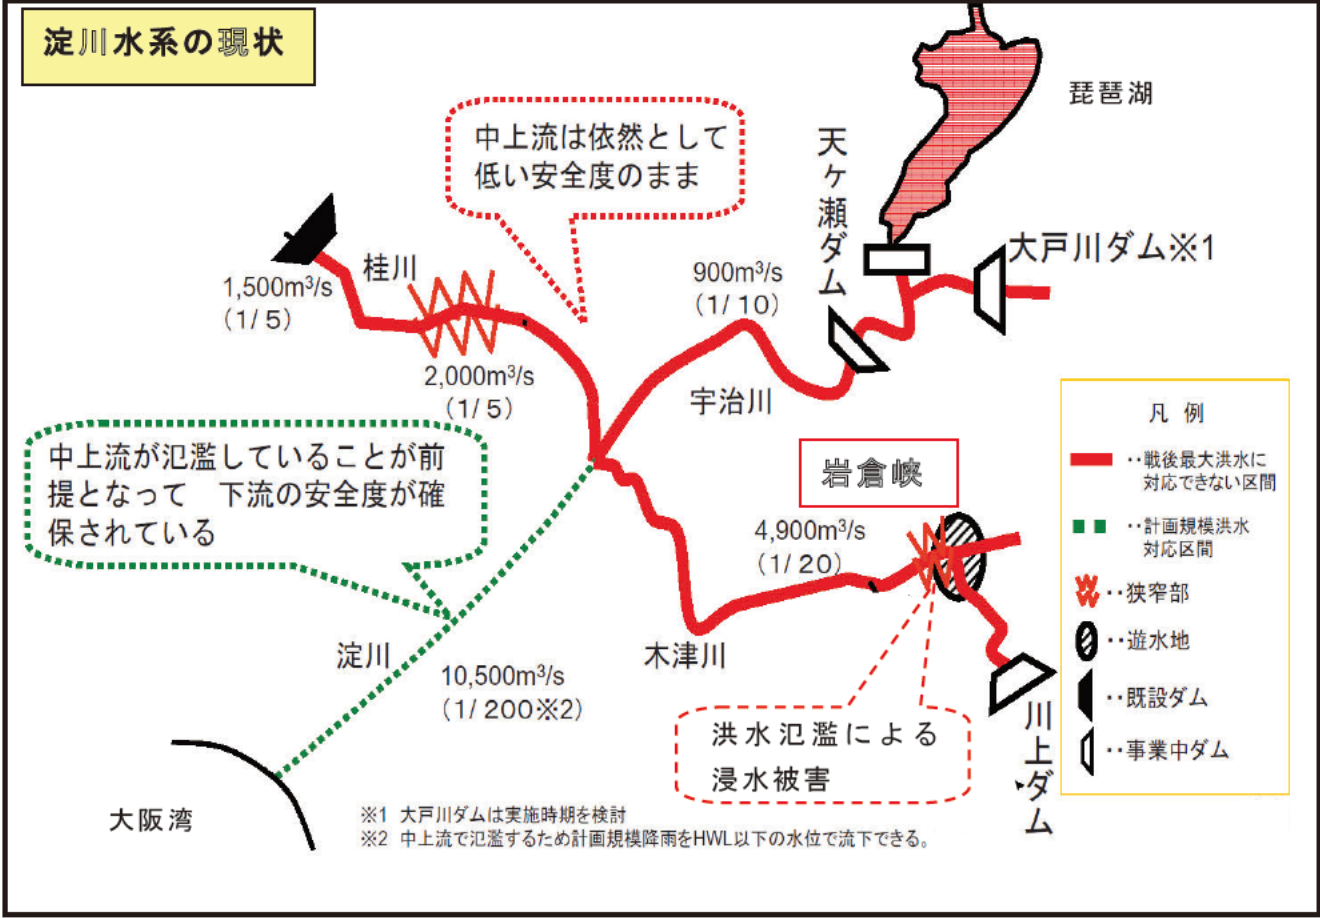 淀川水系の現状
琵琶湖
中上流は依然として
低い安全度のまま
天ヶ瀬ダム
大戸川ダム※1
桂川
1,500m³/s
(1/5)
900m³/s
(1/10)
2,000m³/s
(1/5)
宇治川
中上流が氾濫していることが前
提となって 下流の安全度が確
保されている
岩倉峡
4,900m³/s
(1/20)
淀川
10,500m³/s
(1/200※2)
木津川
洪水氾濫による
浸水被害
川上ダム
凡例
‥戦後最大洪水に
対応できない区間
‥計画規模洪水
対応区間
‥狭窄部
‥遊水地
‥既設ダム
‥事業中ダム
大阪湾
※1 大戸川ダムは実施時期を検討
※2 中上流で氾濫するため計画規模降雨をHWL以下の水位で流下できる。